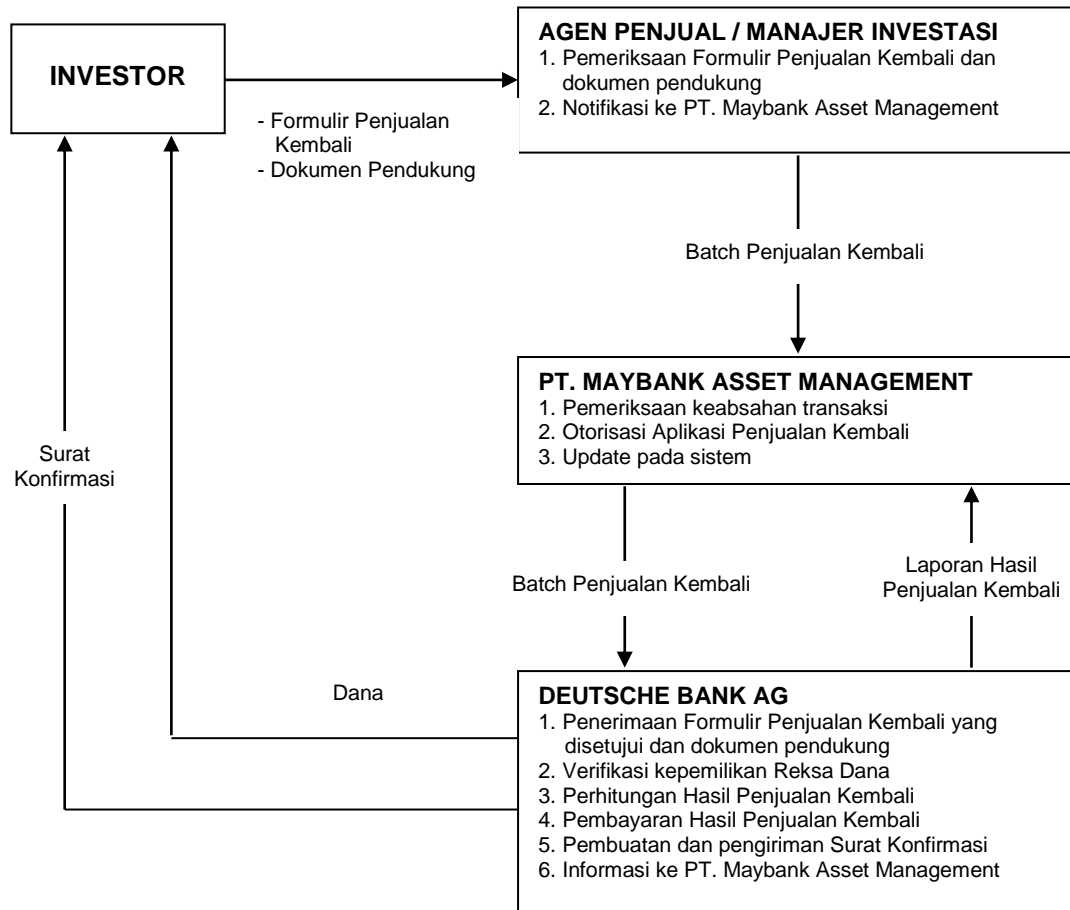 INVESTOR
AGEN PENJUAL / MANAJER INVESTASI
1. Pemeriksaan Formulir Penjualan Kembali dan
dokumen pendukung
2. Notifikasi ke PT. Maybank Asset Management
- Formulir Penjualan
Kembali
- Dokumen Pendukung
Batch Penjualan Kembali
PT. MAYBANK ASSET MANAGEMENT
1. Pemeriksaan keabsahan transaksi
2. Otorisasi Aplikasi Penjualan Kembali
3. Update pada sistem
Surat
Konfirmasi
Batch Penjualan Kembali
Laporan Hasil
Penjualan Kembali
Dana
DEUTSCHE BANK AG
1. Penerimaan Formulir Penjualan Kembali yang
disetujui dan dokumen pendukung
2. Verifikasi kepemilikan Reksa Dana
3. Perhitungan Hasil Penjualan Kembali
4. Pembayaran Hasil Penjualan Kembali
5. Pembuatan dan pengiriman Surat Konfirmasi
6. Informasi ke PT. Maybank Asset Management